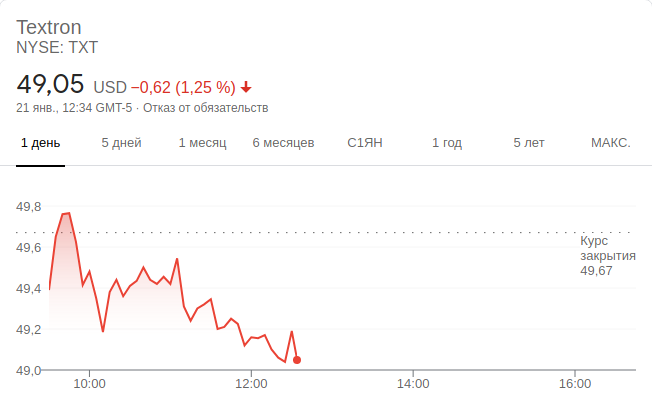 Textron
NYSE: TXT
49,05 USD −0,62 (1,25 %)
21 янв., 12:34 GMT-5 · Отказ от обязательств
1 день 5 дней 1 месяц 6 месяцев С1ЯН 1 год 5 лет МАКС.
49,8
49,6
49,4
49,2
49,0
Курс
закрытия
49,67
10:00 12:00 14:00 16:00